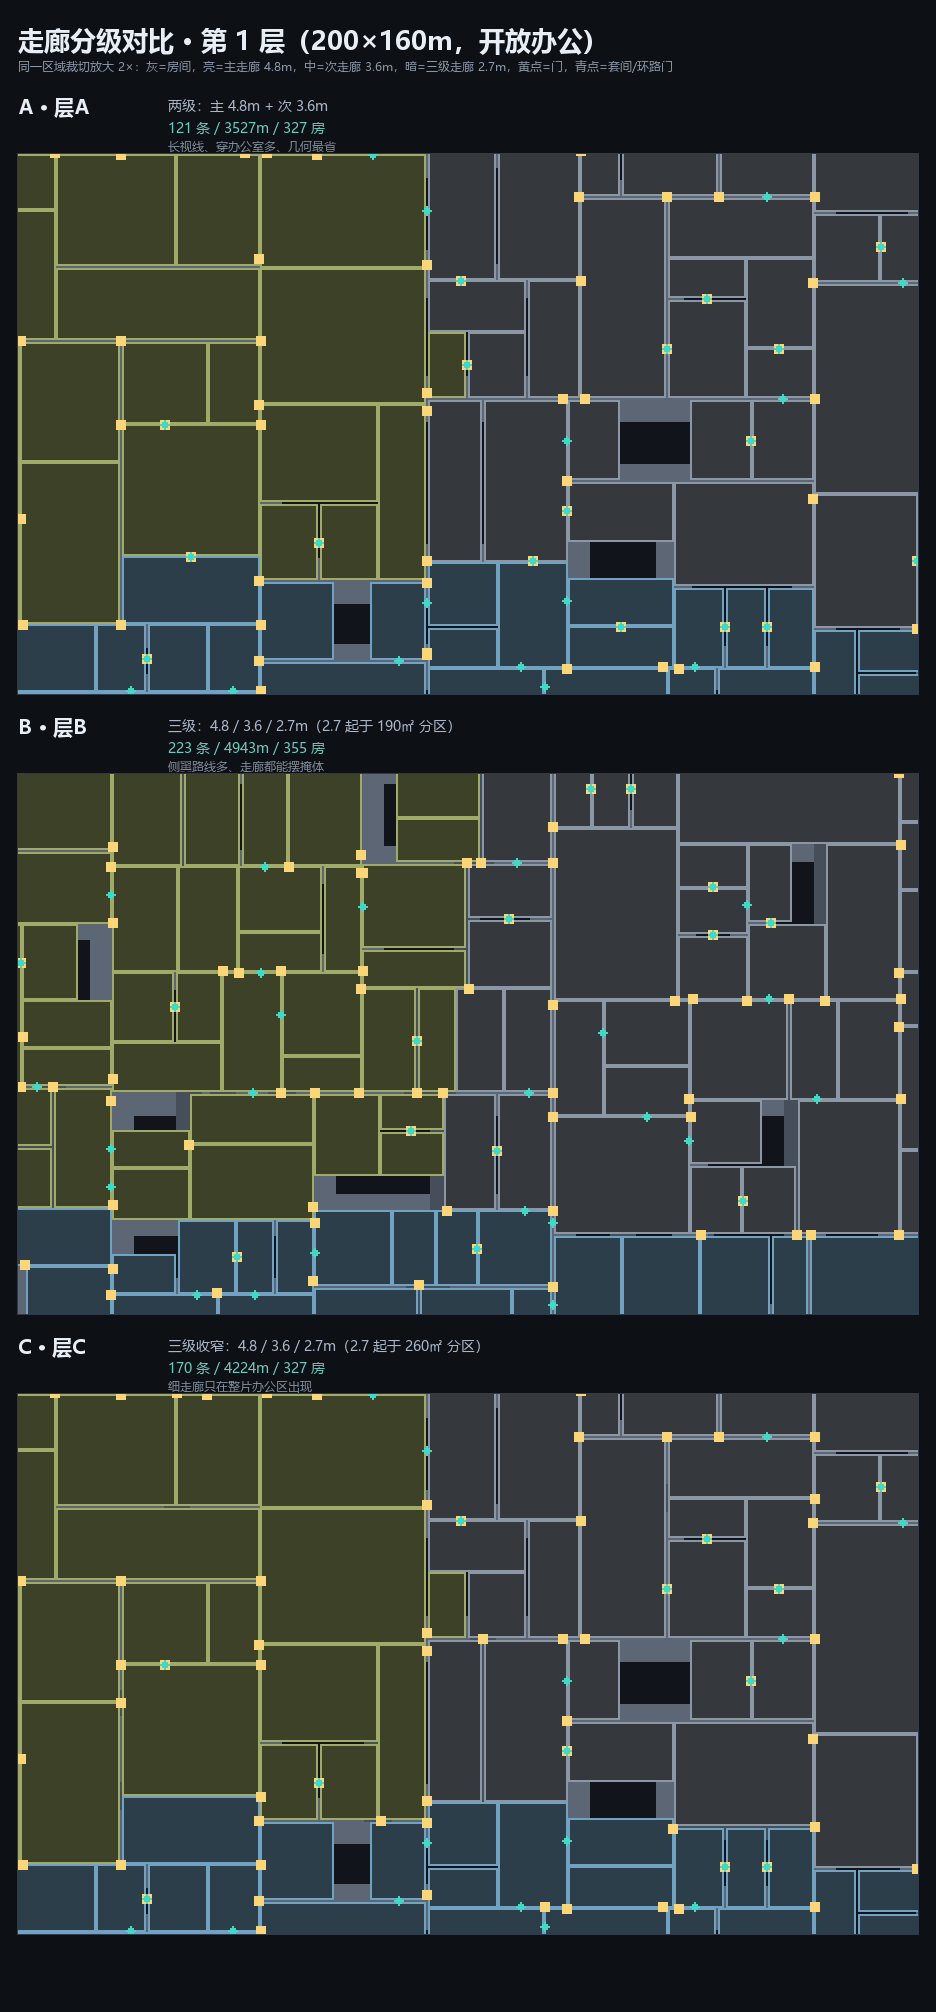 走廊分级对比 • 第 1 层（200×160m，开放办公）
同一区域裁切放大 2×：灰=房间，亮=主走廊 4.8m，中=次走廊 3.6m，暗=三级走廊 2.7m，黄点=门，青点=套间/环路门
A • 层A
两级：主 4.8m + 次 3.6m
121 条 / 3527m / 327 房
长视线、穿办公室多、几何最省
B • 层B
三级：4.8 / 3.6 / 2.7m（2.7 起于 190㎡ 分区）
223 条 / 4943m / 355 房
侧翼路线多、走廊都能摆掩体
C • 层C
三级收窄：4.8 / 3.6 / 2.7m（2.7 起于 260㎡ 分区）
170 条 / 4224m / 327 房
细走廊只在整片办公区出现